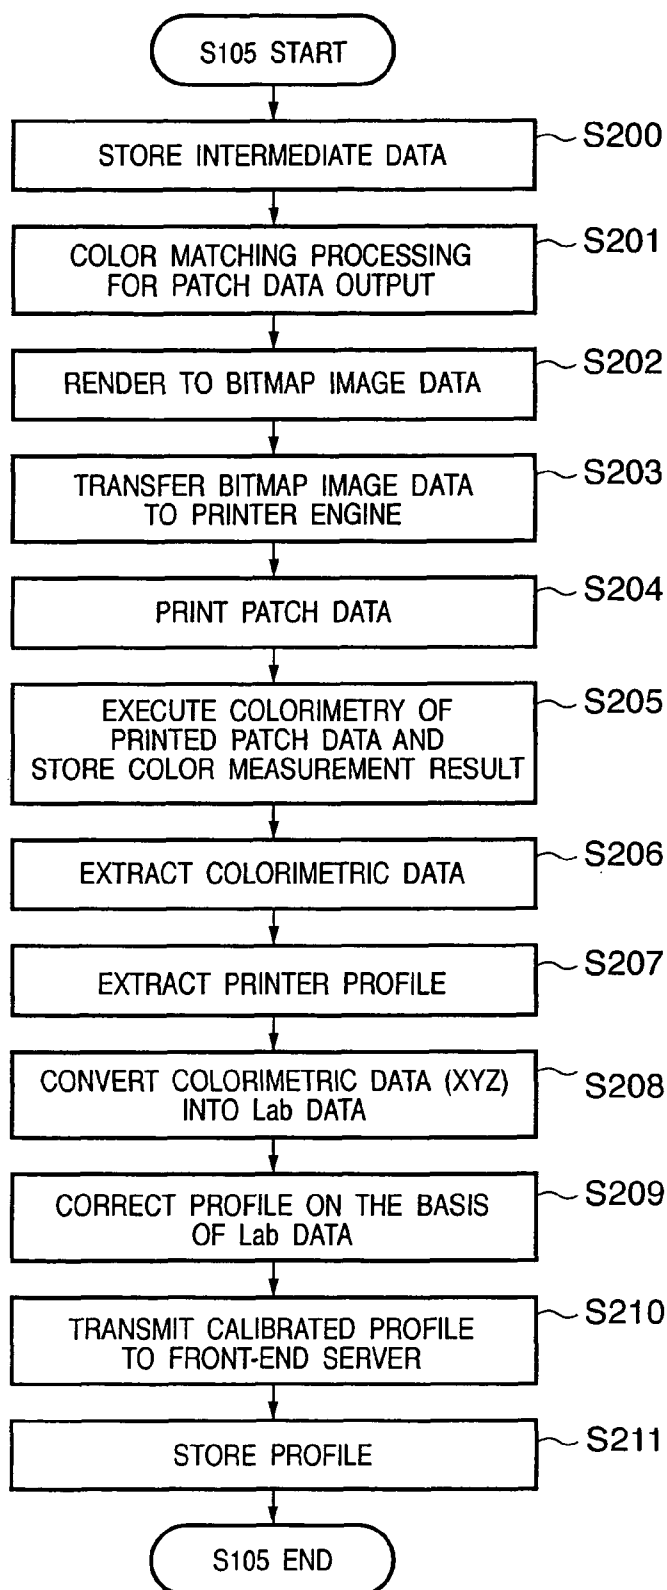 S105 START
STORE INTERMEDIATE DATA
S200
COLOR MATCHING PROCESSING
FOR PATCH DATA OUTPUT
S201
RENDER TO BITMAP IMAGE DATA
S202
TRANSFER BITMAP IMAGE DATA
TO PRINTER ENGINE
S203
PRINT PATCH DATA
S204
EXECUTE COLORIMETRY OF
PRINTED PATCH DATA AND
STORE COLOR MEASUREMENT RESULT
S205
EXTRACT COLORIMETRIC DATA
S206
EXTRACT PRINTER PROFILE
S207
CONVERT COLORIMETRIC DATA (XYZ)
INTO Lab DATA
S208
CORRECT PROFILE ON THE BASIS
OF Lab DATA
S209
TRANSMIT CALIBRATED PROFILE
TO FRONT-END SERVER
S210
STORE PROFILE
S211
S105 END